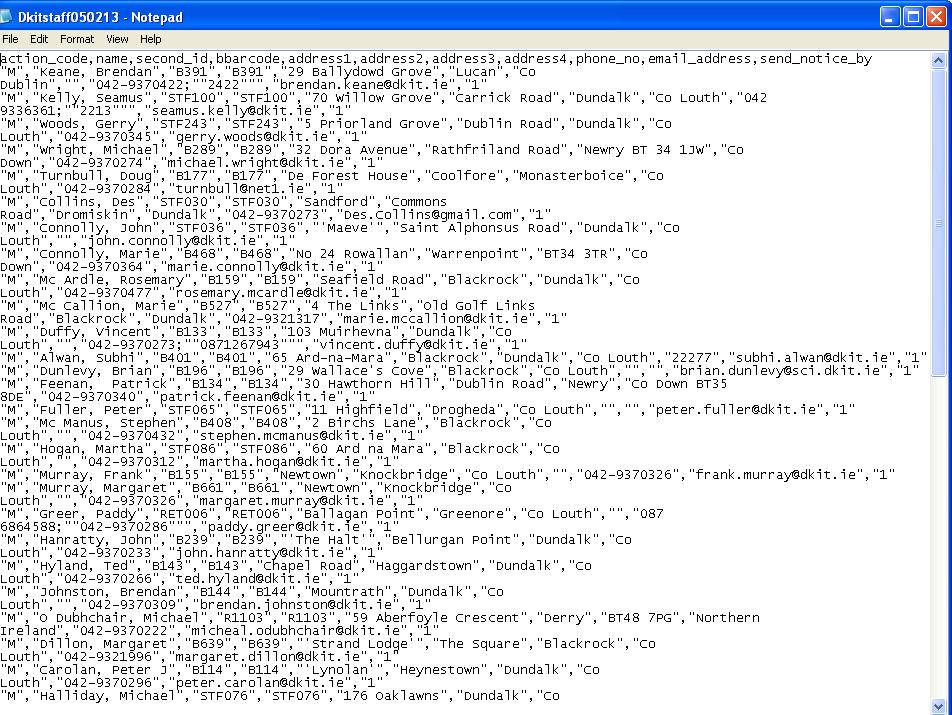 Dkitstaff050213 - Notepad
File Edit Format View Help
action_code,name,second_id,bbarcode,address1,address2,address3,address4,phone_no,email_address,send_notice_by
"M","Keane, Brendan","B391","B391","29 Ballydowd Grove","Lucan","Co
Dublin","","042-9370422;""2422""","brendan.keane@dkit.ie","1"
"M","Kelly, Seamus","STF100","STF100","70 Willow Grove","Carrick Road","Dundalk","Co Louth","042
9336361;""2213""","seamus.kelly@dkit.ie","1"
"M","Woods, Gerry","STF243","STF243","5 Priorland Grove","Dublin Road","Dundalk","Co
Louth","042-9370345","gerry.woods@dkit.ie","1"
"M","Wright, Michael","B289","B289","32 Dora Avenue","Rathfriland Road","Newry BT 34 1JW","Co
Down","042-9370274","michael.wright@dkit.ie","1"
"M","Turnbull, Doug","B177","B177","De Forest House","Coolfore","Monasterboice","Co
Louth","042-9370284","turnbull@net1.ie","1"
"M","Collins, Des","STF030","STF030","Sandford","Commons
Road","Dromiskin","Dundalk","042-9370273","Des.Collins@gmail.com","1"
"M","Connolly, John","STF036","STF036","'Maeve'","Saint Alphonsus Road","Dundalk","Co
Louth","","john.connolly@dkit.ie","1"
"M","Connolly, Marie","B468","B468","No 24 Rowallan","Warrenpoint","BT34 3TR","Co
Down","042-9370364","marie.connolly@dkit.ie","1"
"M","Mc Ardle, Rosemary","B159","B159","Seafield Road","Blackrock","Dundalk","Co
Louth","042-9370477","rosemary.mcardle@dkit.ie","1"
"M","Mc Callion, Marie","B527","B527","4 The Links","Old Golf Links
Road","Blackrock","Dundalk","042-9321317","marie.mccallion@dkit.ie","1"
"M","Duffy, Vincent","B133","B133","103 Muirhevna","Dundalk","Co
Louth","","042-9370273;""0871267943""","vincent.duffy@dkit.ie","1"
"M","Alwan, Subhi","B401","B401","65 Ard-na-Mara","Blackrock","Dundalk","Co Louth","22277","subhi.alwan@dkit.ie","1"
"M","Dunlevy, Brian","B196","B196","29 Wallace's Cove","Blackrock","Co Louth","","","brian.dunlevy@sci.dkit.ie","1"
"M","Feenan,  Patrick","B134","B134","30 Hawthorn Hill","Dublin Road","Newry","Co Down BT35
8DE","042-9370340","patrick.feenan@dkit.ie","1"
"M","Fuller, Peter","STF065","STF065","11 Highfield","Drogheda","Co Louth","","","peter.fuller@dkit.ie","1"
"M","Mc Manus, Stephen","B408","B408","2 Birchs Lane","Blackrock","Co
Louth","","042-9370432","stephen.mcmanus@dkit.ie","1"
"M","Hogan, Martha","STF086","STF086","60 Ard na Mara","Blackrock","Co
Louth","","042-9370312","martha.hogan@dkit.ie","1"
"M","Murray, Frank","B155","B155","Newtown","Knockbridge","Co Louth","","042-9370326","frank.murray@dkit.ie","1"
"M","Murray, Margaret","B661","B661","Newtown","Knockbridge","Co
Louth","","042-9370326","margaret.murray@dkit.ie","1"
"M","Greer, Paddy","RET006","RET006","Ballagan Point","Greenore","Co Louth","","087
6864588;""042-9370286""","paddy.greer@dkit.ie","1"
"M","Hanratty, John","B239","B239","'The Halt'","Bellurgan Point","Dundalk","Co
Louth","042-9370233","john.hanratty@dkit.ie","1"
"M","Hyland, Ted","B143","B143","Chapel Road","Haggardstown","Dundalk","Co
Louth","042-9370266","ted.hyland@dkit.ie","1"
"M","Johnston, Brendan","B144","B144","Mountrath","Dundalk","Co
Louth","","042-9370309","brendan.johnston@dkit.ie","1"
"M","O Dubhchair, Michael","R1103","R1103","59 Aberfoyle Crescent","Derry","BT48 7PG","Northern
Ireland","042-9370222","micheal.odubhchair@dkit.ie","1"
"M","Dillon, Margaret","B639","B639","'Strand Lodge'","The Square","Blackrock","Co
Louth","042-9321996","margaret.dillon@dkit.ie","1"
"M","Carolan, Peter J","B114","B114","'Lynolan'","Heynestown","Dundalk","Co
Louth","042-9370296","peter.carolan@dkit.ie","1"
"M","Halliday, Michael","STF076","STF076","176 Oaklawns","Dundalk","Co